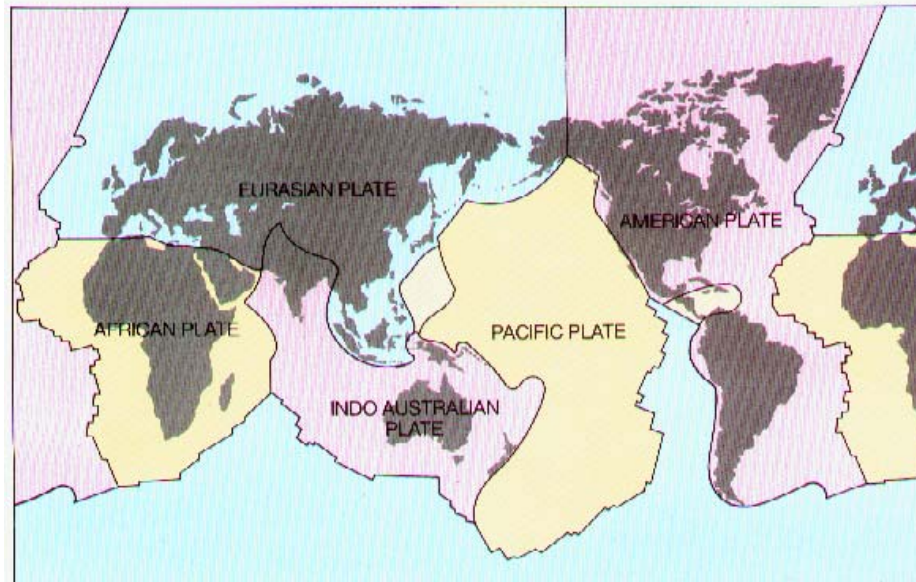 EURASIAN PLATE
AMERICAN PLATE
AFRICAN PLATE
PACIFIC PLATE
INDO AUSTRALIAN
PLATE